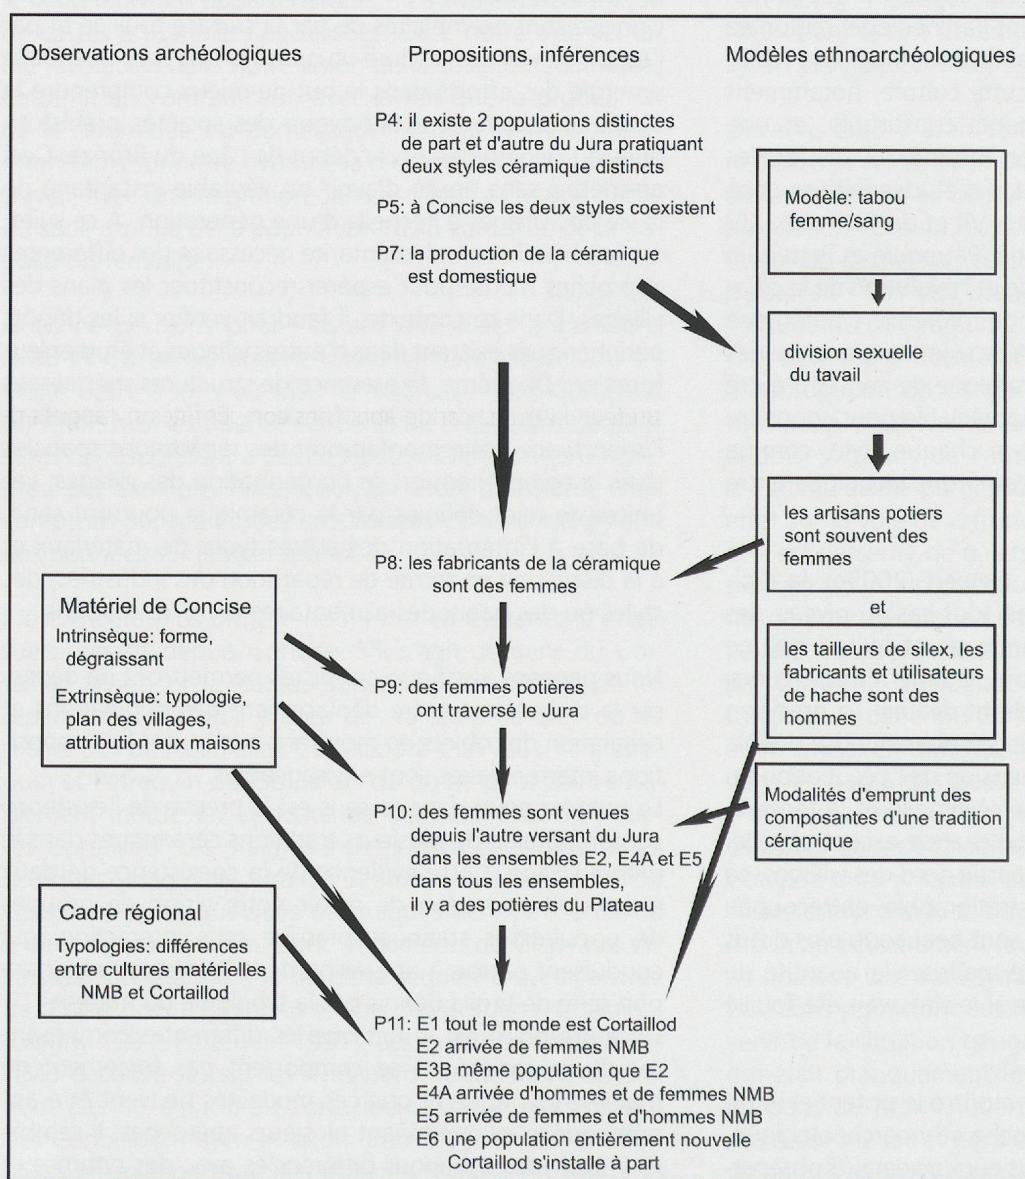 Observations archéologiques
Propositions, inférences
Modèles ethnoarchéologiques
P4: il existe 2 populations distinctes
de part et d'autre du Jura pratiquant
deux styles céramique distincts
P5: à Concise les deux styles coexistent
P7: la production de la céramique
est domestique
Modèle: tabou
femme/sang
division sexuelle
du tavail
les artisans potiers
sont souvent des
femmes
et
les tailleurs de silex, les
fabricants et utilisateurs
de hache sont des
hommes
P8: les fabricants de la céramique
sont des femmes
Matériel de Concise
Intrinsèque: forme,
dégraissant
Extrinsèque: typologie,
plan des villages,
attribution aux maisons
P9: des femmes potières
ont traversé le Jura
Modalités d'emprunt des
composantes d'une tradition
céramique
P10: des femmes sont venues
depuis l'autre versant du Jura
dans les ensembles E2, E4A et E5
dans tous les ensembles,
il y a des potières du Plateau
Cadre régional
Typologies: différences
entre cultures matérielles
NMB et Cortaillod
P11: E1 tout le monde est Cortaillod
E2 arrivée de femmes NMB
E3B même population que E2
E4A arrivée d'hommes et de femmes NMB
E5 arrivée de femmes et d'hommes NMB
E6 une population entièrement nouvelle
Cortaillod s'installe à part